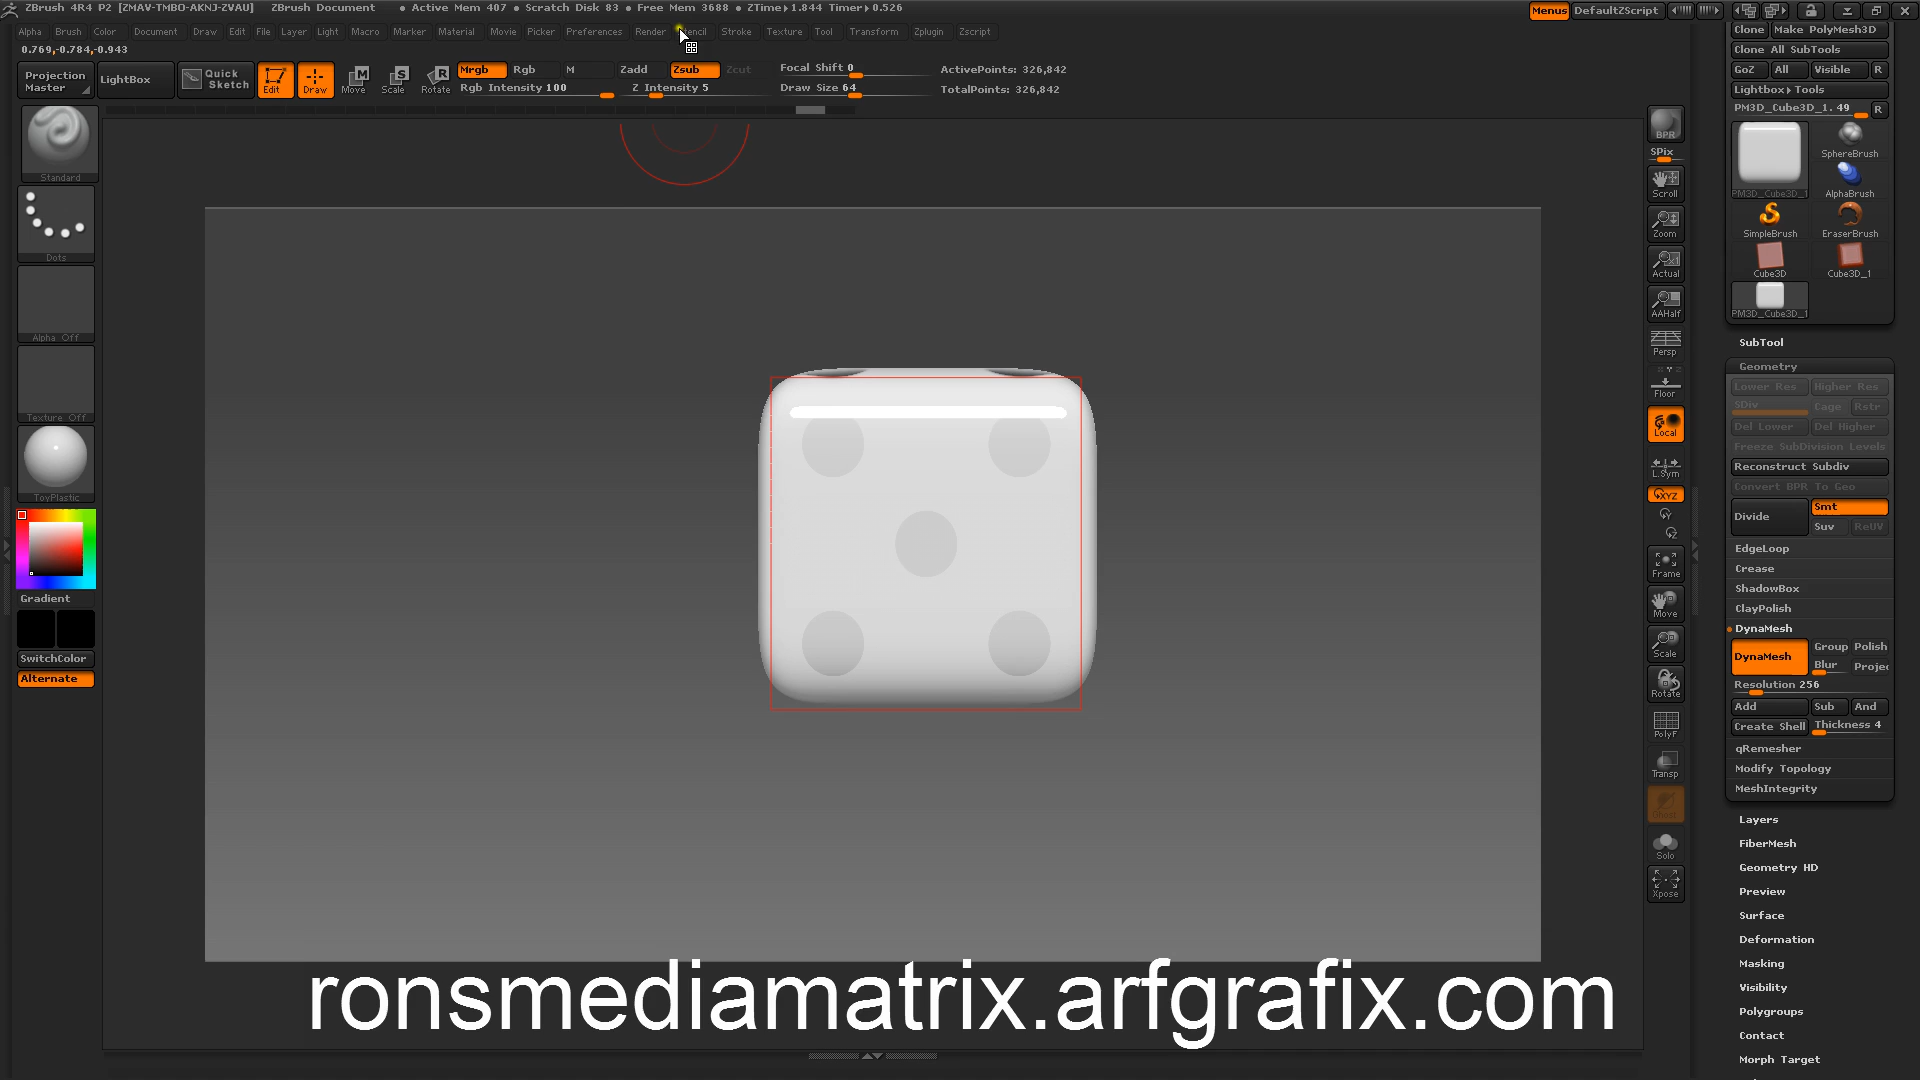 ZBrush 4R4 P2 [ZMAV-TMBO-AKNJ-ZVAU] ZBrush Document • Active Mem 407 • Scratch Disk 83 • Free Mem 3688 • ZTime▸1.844 Timer▸0.526 Menus DefaultZScript
Alpha Brush Color Document Draw Edit File Layer Light Macro Marker Material Movie Picker Preferences Render Stencil Stroke Texture Tool Transform Zplugin Zscript
0.769,-0.784,-0.943
Projection Master
LightBox
Quick Sketch
Edit
Draw
Move
Scale
Rotate
Mrgb Rgb M
Rgb Intensity 100
Zadd Zsub Zcut
Z Intensity 5
Focal Shift 0
Draw Size 64
ActivePoints: 326,842
TotalPoints: 326,842
Standard
Dots
Alpha Off
Texture Off
ToyPlastic
Gradient
SwitchColor
Alternate
BPR
SPix
Scroll
Zoom
Actual
AAHalf
Persp
Floor
Local
L.Sym
XYZ
Frame
Move
Scale
Rotate
PolyF
Transp
Solo
Xpose
Clone Make PolyMesh3D
Clone All SubTools
GoZ All Visible R
Lightbox▸Tools
PM3D_Cube3D_1. 49 R
PM3D_Cube3D_1
SphereBrush
AlphaBrush
SimpleBrush
EraserBrush
Cube3D
Cube3D_1
PM3D_Cube3D_1
SubTool
Geometry
Lower Res Higher Res
SDiv Cage Rstr
Del Lower Del Higher
Freeze SubDivision Levels
Reconstruct Subdiv
Convert BPR To Geo
Divide Smt
Suv ReUV
EdgeLoop
Crease
ShadowBox
ClayPolish
DynaMesh
DynaMesh Group Polish
Blur Projec
Resolution 256
Add Sub And
Create Shell Thickness 4
qRemesher
Modify Topology
MeshIntegrity
Layers
FiberMesh
Geometry HD
Preview
Surface
Deformation
Masking
Visibility
Polygroups
Contact
Morph Target
ronsmediamatrix.arfgrafix.com